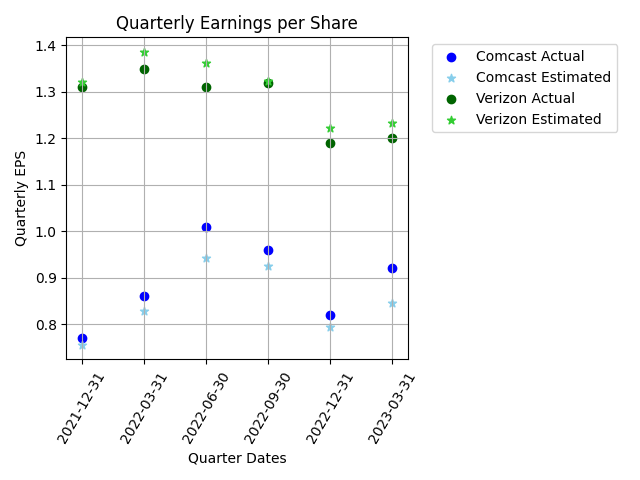 Quarterly Earnings per Share
Quarterly EPS
1.4
1.3
1.2
1.1
1.0
0.9
0.8
2021-12-31
2022-03-31
2022-06-30
2022-09-30
2022-12-31
2023-03-31
Quarter Dates
Comcast Actual
Comcast Estimated
Verizon Actual
Verizon Estimated